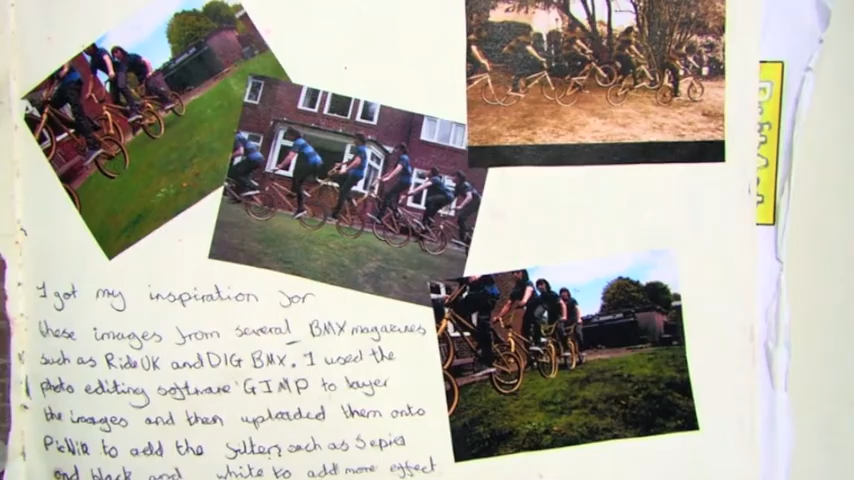 I got my inspiration for
these images from several BMX magazines
such as RideUK and DIG BMX. I used the
photo editing software 'GIMP to layer
the images and then uploaded them onto
PicNiK to add the filters such as Sepia
and black and white to add more effect